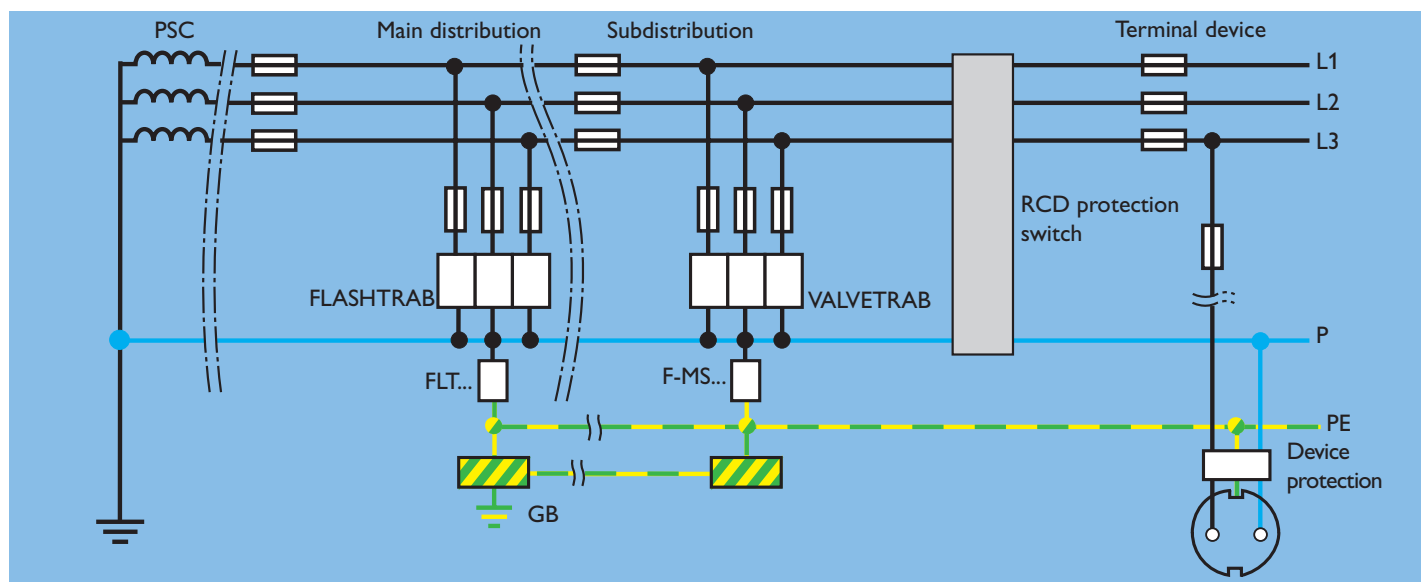 PSC
Main distribution
Subdistribution
Terminal device
L1
L2
L3
RCD protection
switch
FLASHTRAB
VALVETRAB
P
FLT...
F-MS...
PE
Device
protection
GB